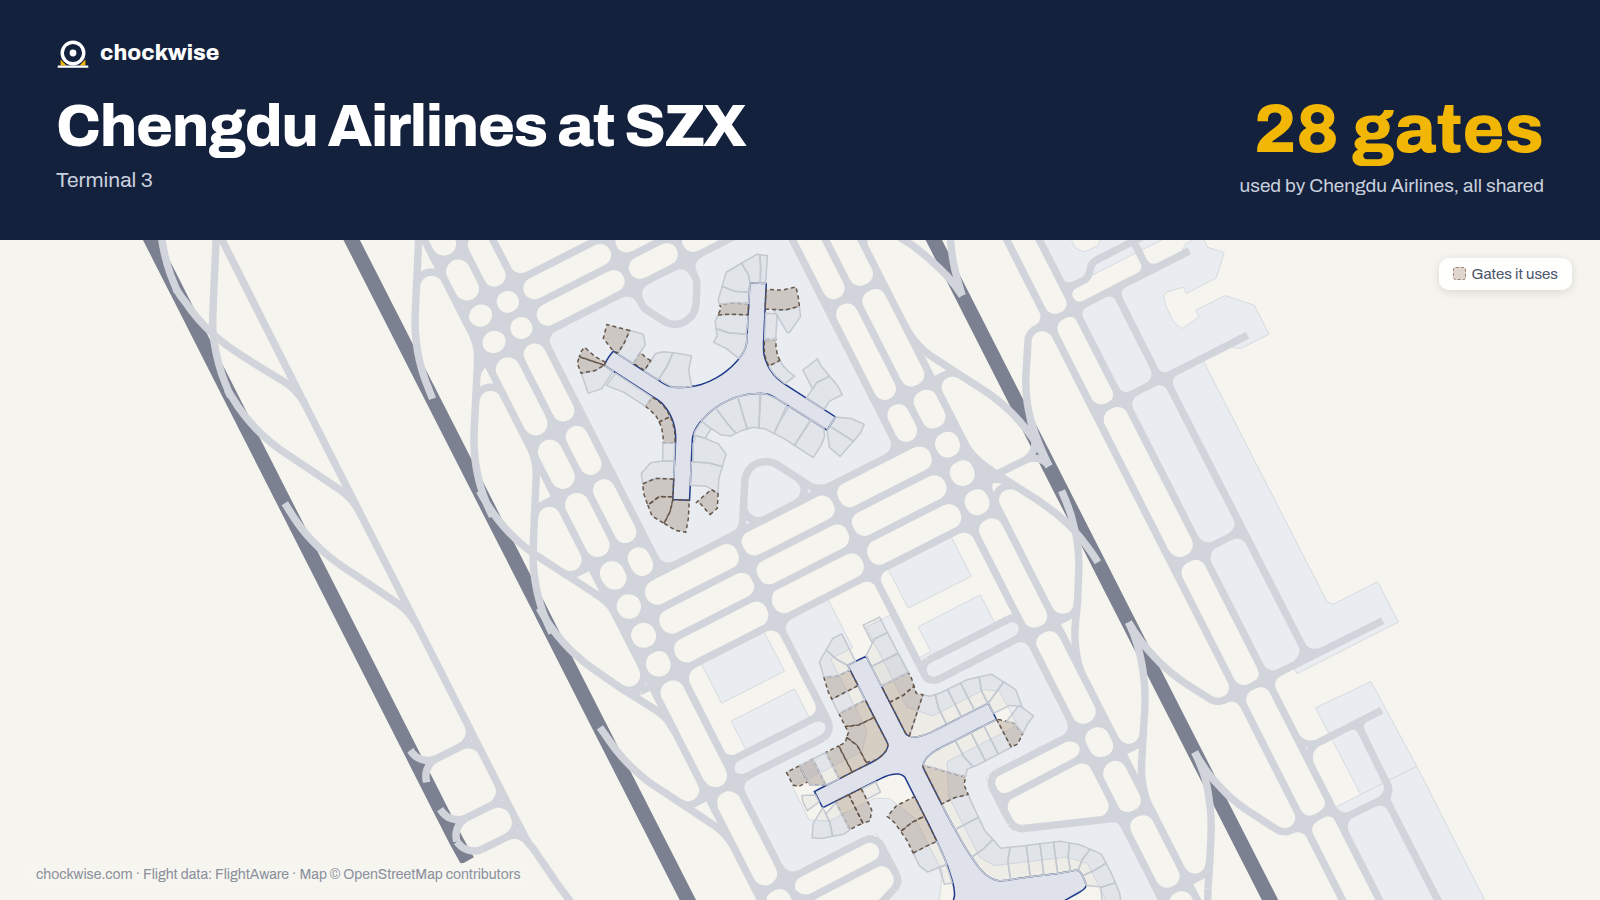 chockwise
Chengdu Airlines at SZX
Terminal 3
28 gates
used by Chengdu Airlines, all shared
Gates it uses
chockwise.com · Flight data: FlightAware · Map © OpenStreetMap contributors